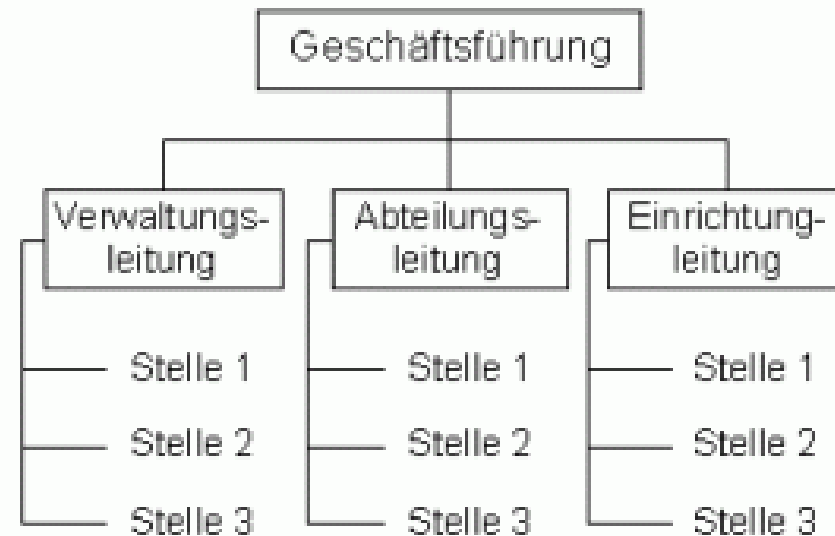 Geschäftsführung
Verwaltungs-
leitung
Abteilungs-
leitung
Einrichtung-
leitung
Stelle 1
Stelle 2
Stelle 3
Stelle 1
Stelle 2
Stelle 3
Stelle 1
Stelle 2
Stelle 3